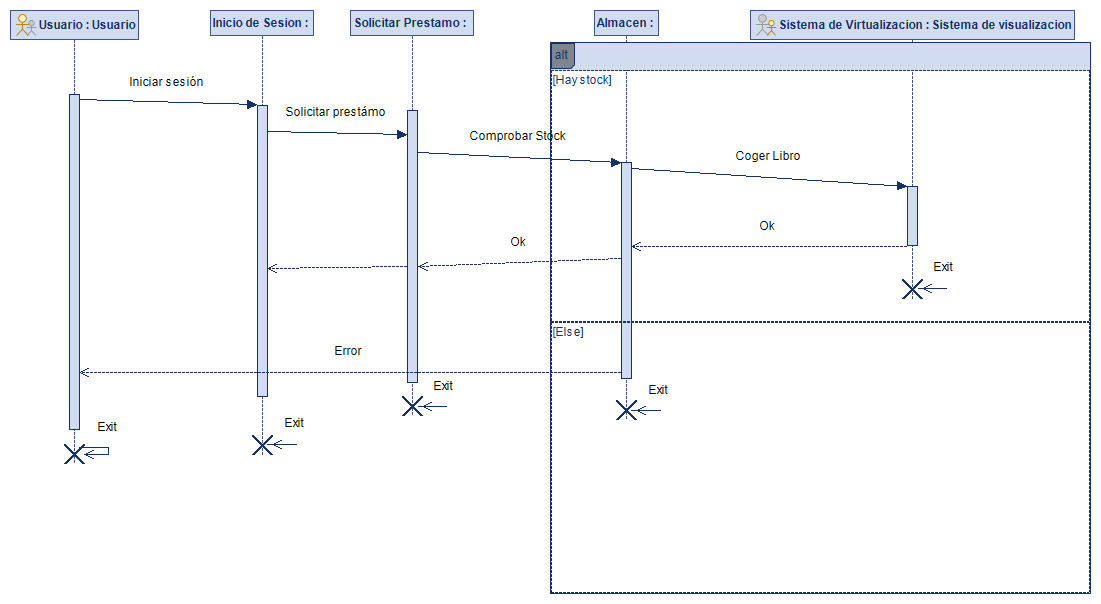 Usuario : Usuario
Inicio de Sesion :
Solicitar Prestamo :
Almacen :
Sistema de Virtualizacion : Sistema de visualizacion
alt
[Hay stock]
Iniciar sesión
Solicitar prestámo
Comprobar Stock
Coger Libro
Ok
Ok
Exit
[Else]
Error
Exit
Exit
Exit
Exit